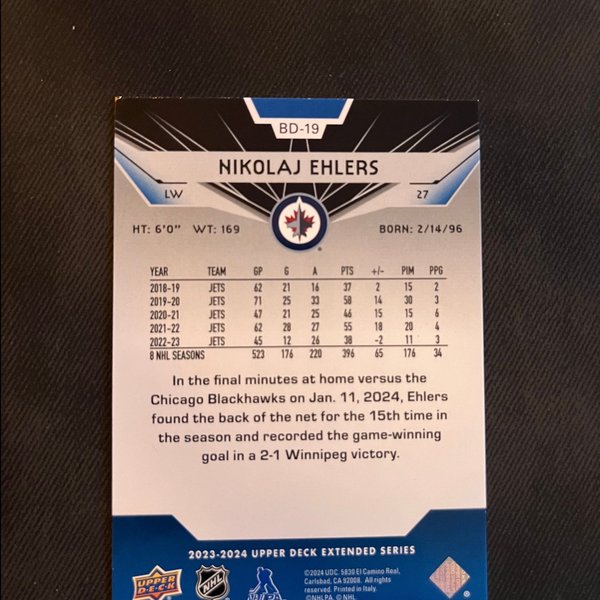 BD-19
NIKOLAJ EHLERS
LW 27
HT: 6'0" WT: 169 BORN: 2/14/96
YEAR TEAM GP G A PTS +/- PIM PPG
2018-19 JETS 62 21 16 37 2 15 2
2019-20 JETS 71 25 33 58 14 30 3
2020-21 JETS 47 21 25 46 15 15 6
2021-22 JETS 62 28 27 55 18 20 4
2022-23 JETS 45 12 26 38 -2 11 3
8 NHL SEASONS 523 176 220 396 65 176 34
In the final minutes at home versus the
Chicago Blackhawks on Jan. 11, 2024, Ehlers
found the back of the net for the 15th time in
the season and recorded the game-winning
goal in a 2-1 Winnipeg victory.
2023-2024 UPPER DECK EXTENDED SERIES
UPPER DECK NHL NHLPA
©2024 UDC. 5830 El Camino Real,
Carlsbad, CA 92008. All rights
reserved. Printed in Italy.
©NHLPA. © NHL.